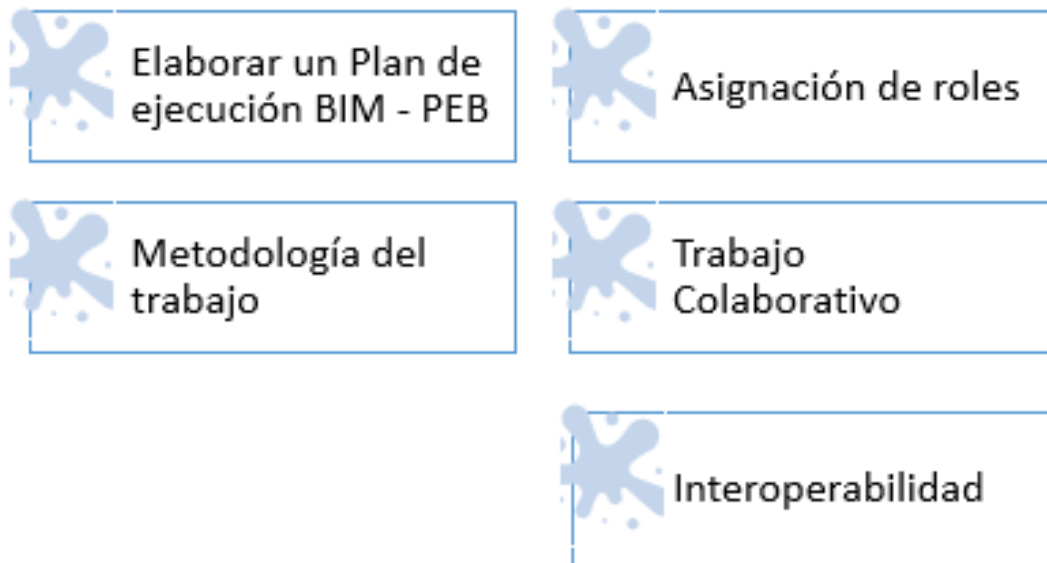 Elaborar un Plan de
ejecución BIM - PEB
Asignación de roles
Metodología del
trabajo
Trabajo
Colaborativo
Interoperabilidad